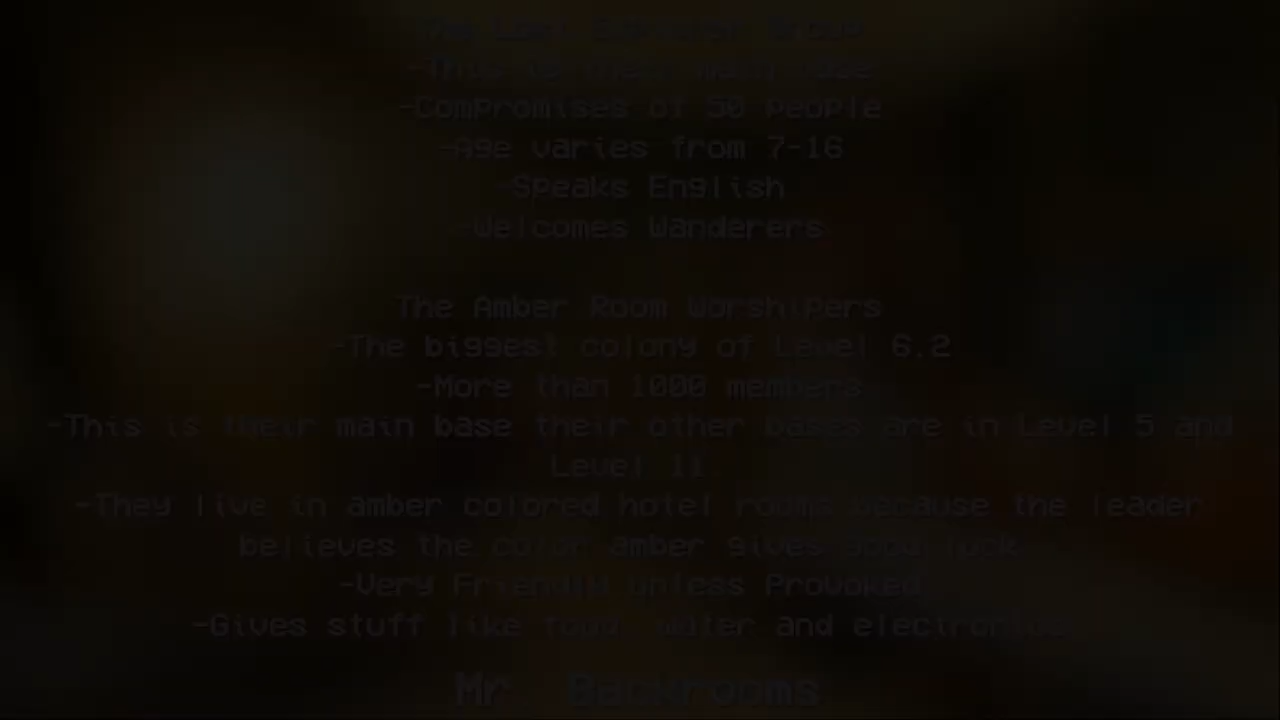 The Lost Group
-This is their main base
-Compromises of 50 people
-Age varies from 7-16
-Speaks English
-Welcomes Wanderers
The Amber Room Worshipers
-The biggest colony of Level 6.2
-More than 1000 members
-This is their main base their other bases are in Level 5 and
Level 11
-They live in amber colored hotel rooms because the leader
believes the color amber gives good luck
-Very Friendly unless Provoked
-Gives stuff like food, water and electronics
Mr. Backrooms